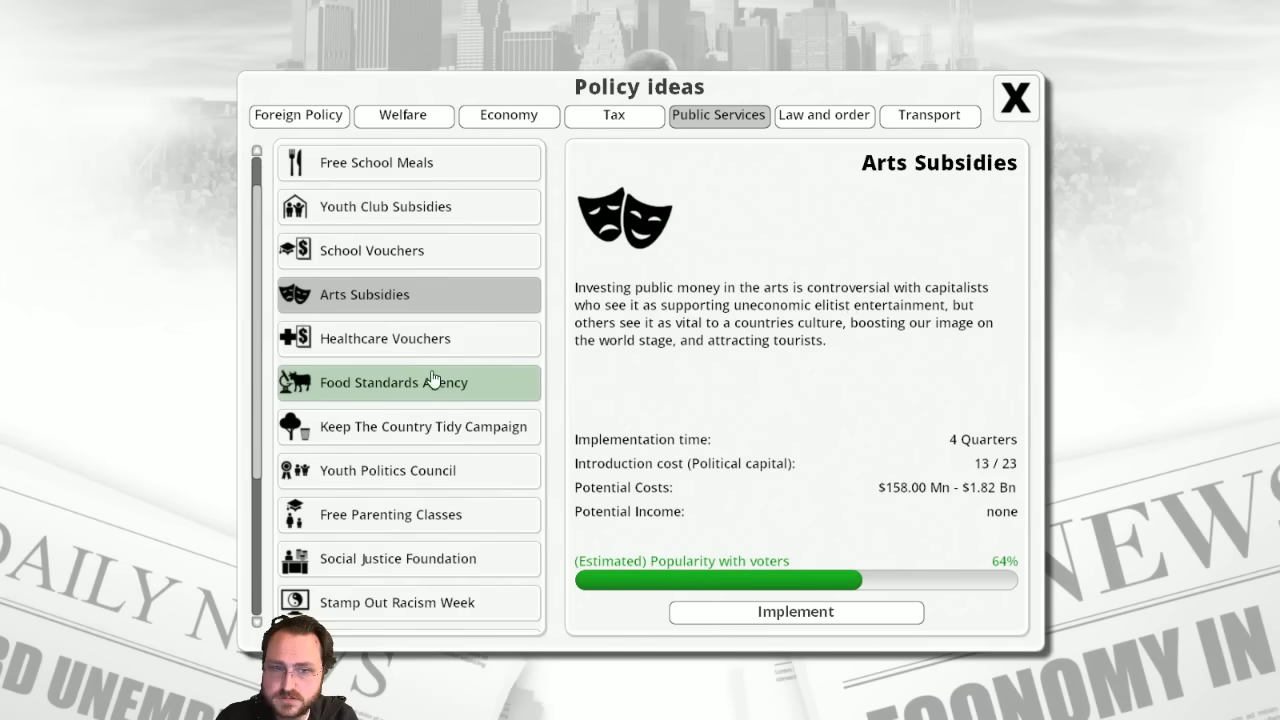 Policy ideas
X
Foreign Policy
Welfare
Economy
Tax
Public Services
Law and order
Transport
Free School Meals
Youth Club Subsidies
School Vouchers
Arts Subsidies
Healthcare Vouchers
Food Standards Agency
Keep The Country Tidy Campaign
Youth Politics Council
Free Parenting Classes
Social Justice Foundation
Stamp Out Racism Week
Arts Subsidies
Investing public money in the arts is controversial with capitalists
who see it as supporting uneconomic elitist entertainment, but
others see it as vital to a countries culture, boosting our image on
the world stage, and attracting tourists.
Implementation time: 4 Quarters
Introduction cost (Political capital): 13 / 23
Potential Costs: $158.00 Mn - $1.82 Bn
Potential Income: none
(Estimated) Popularity with voters 64%
Implement
DAILY
NEWS
ECONOMY IN